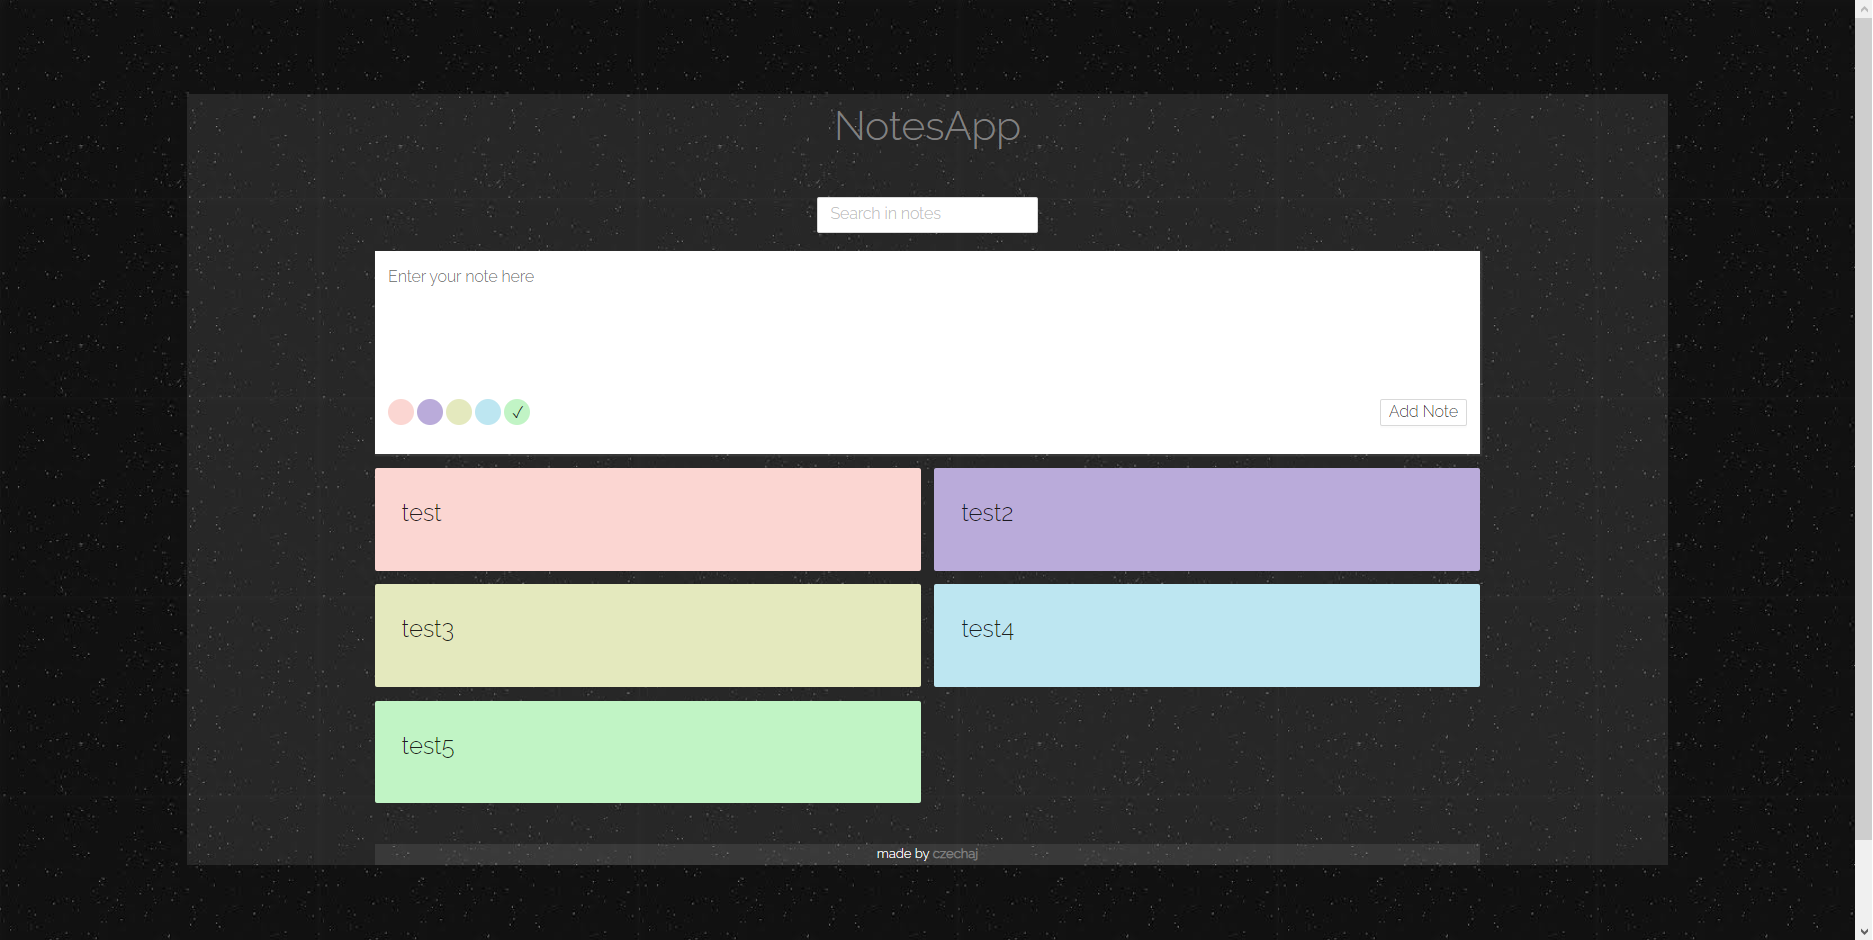 NotesApp
Search in notes
Enter your note here
✓
Add Note
test
test2
test3
test4
test5
made by czechaj